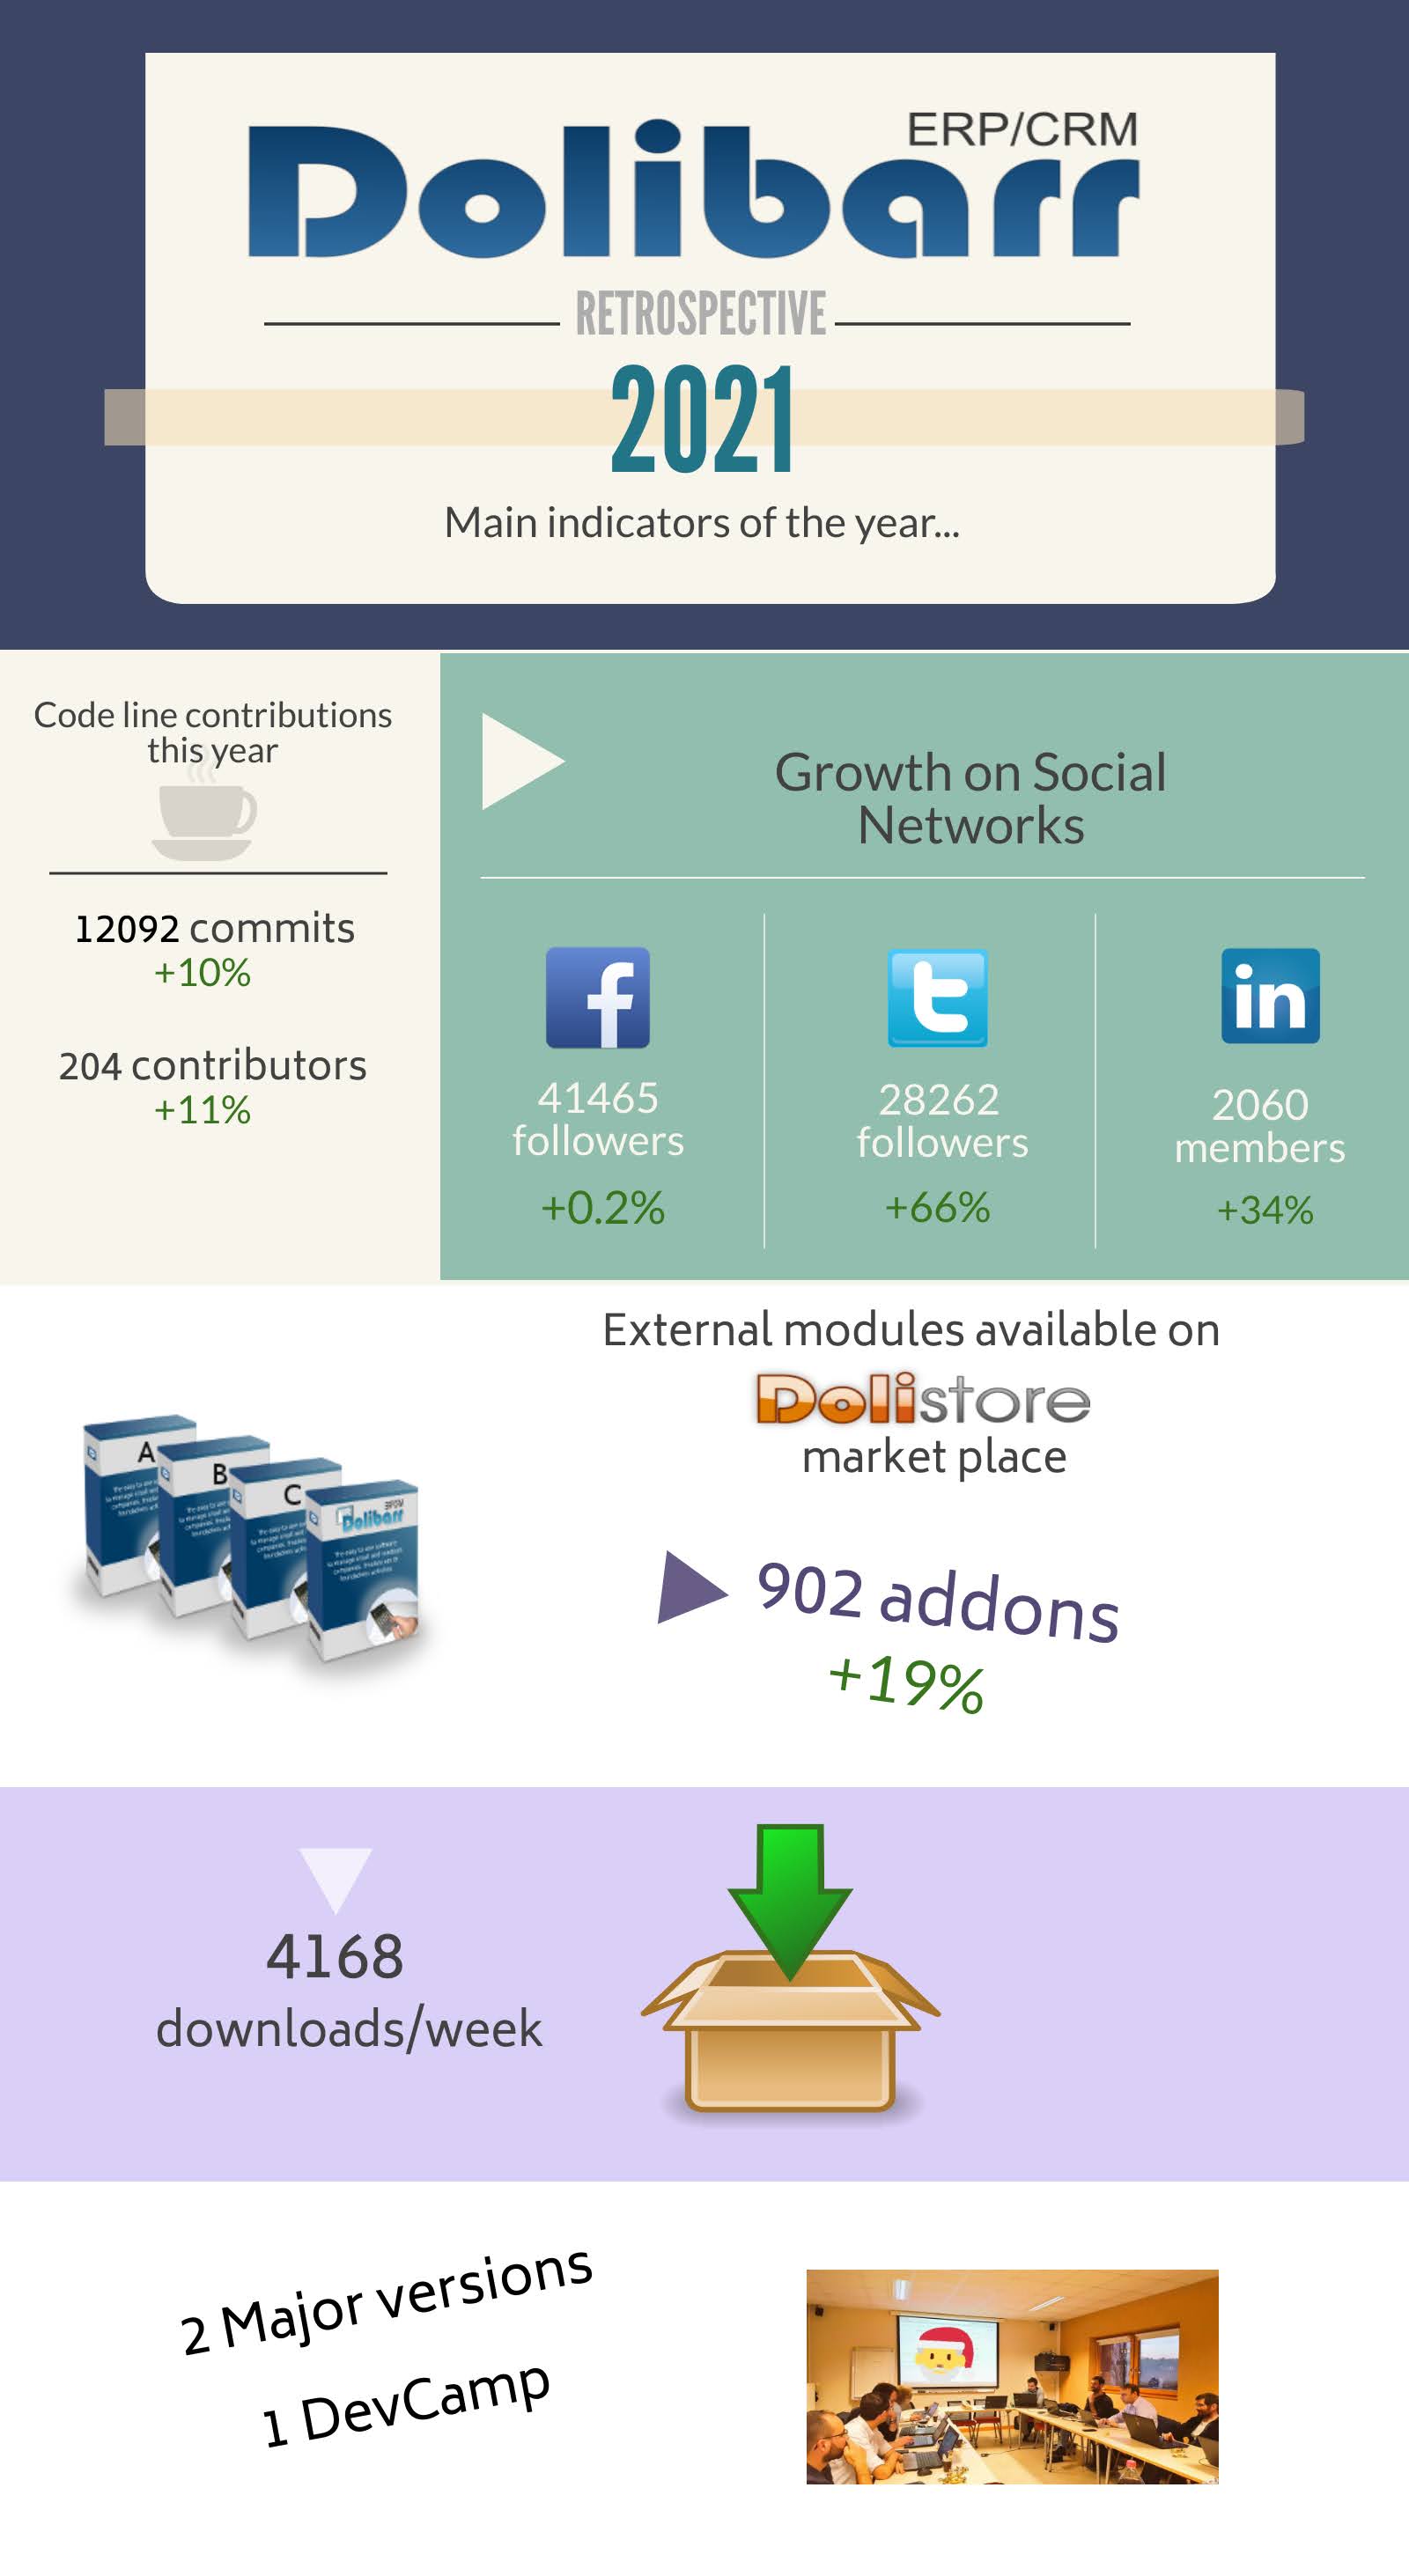 ERP/CRM
Dolibarr
RETROSPECTIVE
2021
Main indicators of the year...
Code line contributions
this year
12092 commits
+10%
204 contributors
+11%
Growth on Social
Networks
f
41465
followers
+0.2%
t
28262
followers
+66%
in
2060
members
+34%
External modules available on
Dolistore
market place
A
B
C
Dolibarr
902 addons
+19%
4168
downloads/week
2 Major versions
1 DevCamp